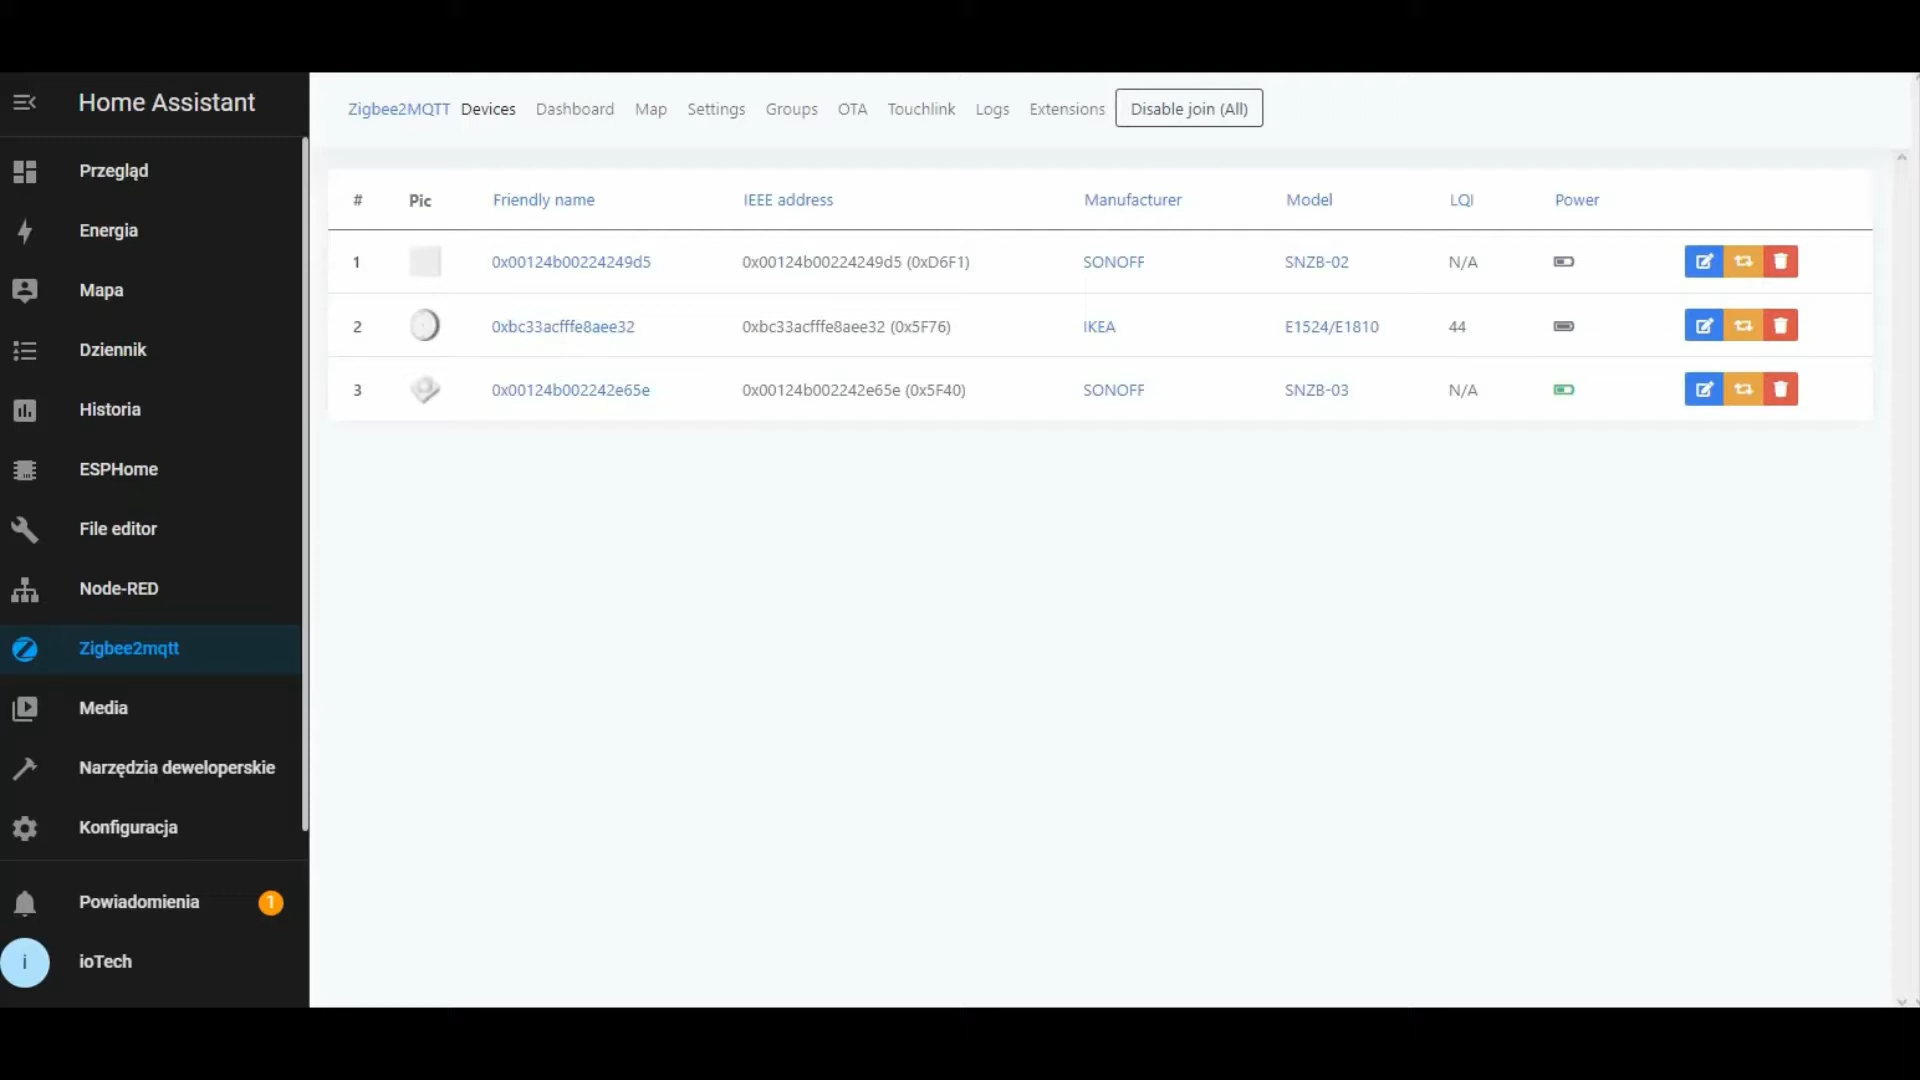 Home Assistant
Przegląd
Energia
Mapa
Dziennik
Historia
ESPHome
File editor
Node-RED
Zigbee2mqtt
Media
Narzędzia deweloperskie
Konfiguracja
Powiadomienia 1
i ioTech
Zigbee2MQTT Devices Dashboard Map Settings Groups OTA Touchlink Logs Extensions Disable join (All)
# Pic Friendly name IEEE address Manufacturer Model LQI Power
1 0x00124b00224249d5 0x00124b00224249d5 (0xD6F1) SONOFF SNZB-02 N/A
2 0xbc33acfffe8aee32 0xbc33acfffe8aee32 (0x5F76) IKEA E1524/E1810 44
3 0x00124b002242e65e 0x00124b002242e65e (0x5F40) SONOFF SNZB-03 N/A